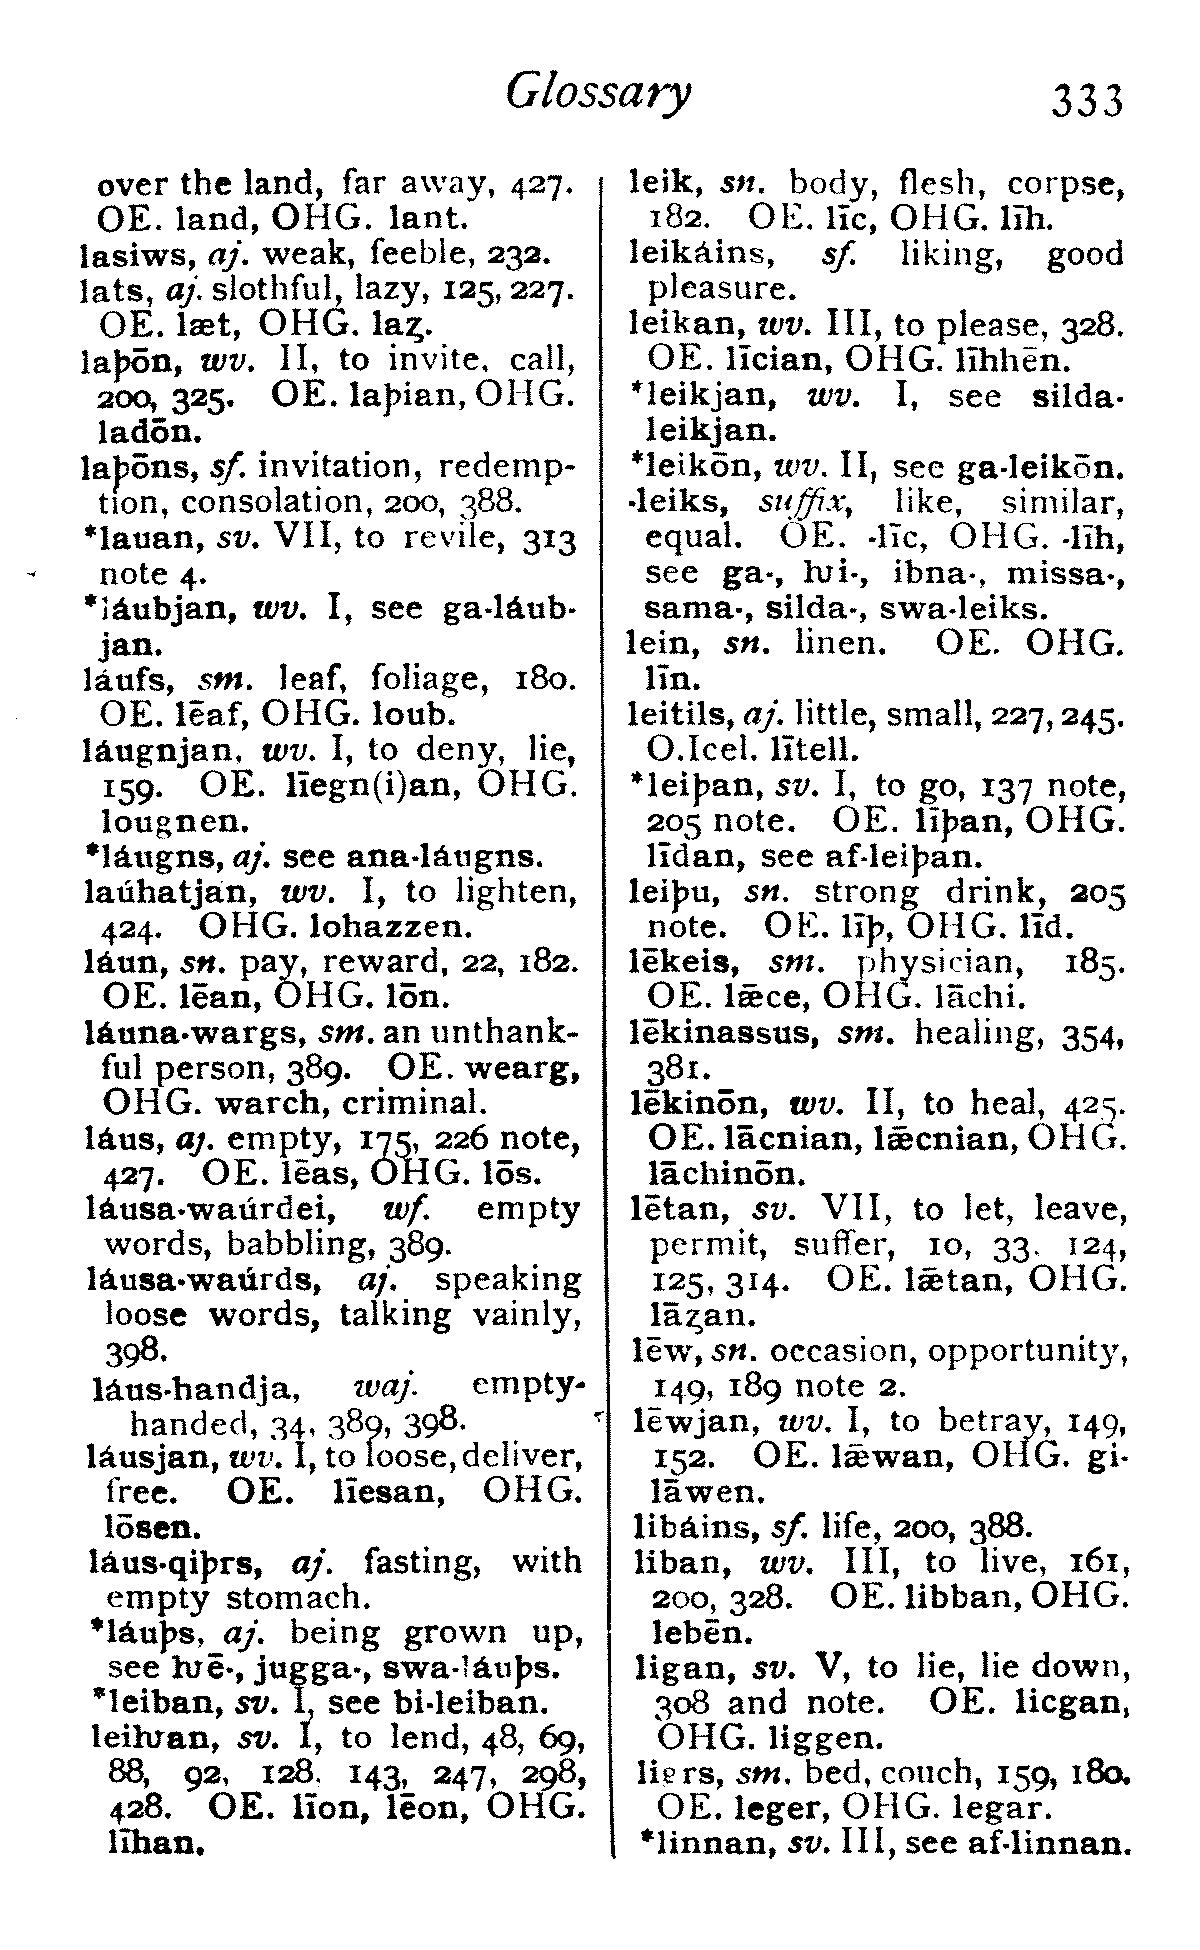 Glossary 333
over the land, far away, 427.
OE. land, OHG. lant.
lasiws, aj. weak, feeble, 232.
lats, aj. slothful, lazy, 125, 227.
OE. læt, OHG. laʒ.
laþōn, wv. II, to invite, call,
200, 325. OE. laþian, OHG.
ladōn.
laþōns, sf. invitation, redemp-
tion, consolation, 200, 388.
*lauan, sv. VII, to revile, 313
note 4.
*láubjan, wv. I, see ga·láub-
jan.
láufs, sm. leaf, foliage, 180.
OE. lēaf, OHG. loub.
láugnjan, wv. I, to deny, lie,
159. OE. līegn(i)an, OHG.
lougnen.
*láugns, aj. see ana·láugns.
laúhatjan, wv. I, to lighten,
424. OHG. lohazzen.
láun, sn. pay, reward, 22, 182.
OE. lēan, OHG. lōn.
láuna·wargs, sm. an unthank-
ful person, 389. OE. wearg,
OHG. warch, criminal.
láus, aj. empty, 175, 226 note,
427. OE. lēas, OHG. lōs.
láusa·waúrdei, wf. empty
words, babbling, 389.
láusa·waúrds, aj. speaking
loose words, talking vainly,
398.
láus·handja, waj. empty-
handed, 34, 389, 398.
láusjan, wv. I, to loose, deliver,
free. OE. līesan, OHG.
lōsen.
láus·qiþrs, aj. fasting, with
empty stomach.
*láuþs, aj. being grown up,
see ƕē·, jugga·, swa·láuþs.
*leiban, sv. I, see bi·leiban.
leiƕan, sv. I, to lend, 48, 69,
88, 92, 128, 143, 247, 298,
428. OE. līon, lēon, OHG.
līhan.
leik, sn. body, flesh, corpse,
182. OE. līc, OHG. līh.
leikáins, sf. liking, good
pleasure.
leikan, wv. III, to please, 328.
OE. līcian, OHG. līhhēn.
*leikjan, wv. I, see silda·
leikjan.
*leikōn, wv. II, see ga·leikōn.
·leiks, suffix, like, similar,
equal. OE. -līc, OHG. -līh,
see ga·, ƕi·, ibna·, missa·,
sama·, silda·, swa·leiks.
lein, sn. linen. OE. OHG.
līn.
leitils, aj. little, small, 227, 245.
O.Icel. lītell.
*leiþan, sv. I, to go, 137 note,
205 note. OE. līþan, OHG.
līdan, see af·leiþan.
leiþu, sn. strong drink, 205
note. OE. līþ, OHG. līd.
lēkeis, sm. physician, 185.
OE. lǣce, OHG. lāchi.
lēkinassus, sm. healing, 354,
381.
lēkinōn, wv. II, to heal, 425.
OE. lācnian, lǣcnian, OHG.
lāchinōn.
lētan, sv. VII, to let, leave,
permit, suffer, 10, 33, 124,
125, 314. OE. lǣtan, OHG.
lāʒan.
lēw, sn. occasion, opportunity,
149, 189 note 2.
lēwjan, wv. I, to betray, 149,
152. OE. lǣwan, OHG. gi-
lāwen.
libáins, sf. life, 200, 388.
liban, wv. III, to live, 161,
200, 328. OE. libban, OHG.
lebēn.
ligan, sv. V, to lie, lie down,
308 and note. OE. licgan,
OHG. liggen.
ligrs, sm. bed, couch, 159, 180.
OE. leger, OHG. legar.
*linnan, sv. III, see af·linnan.